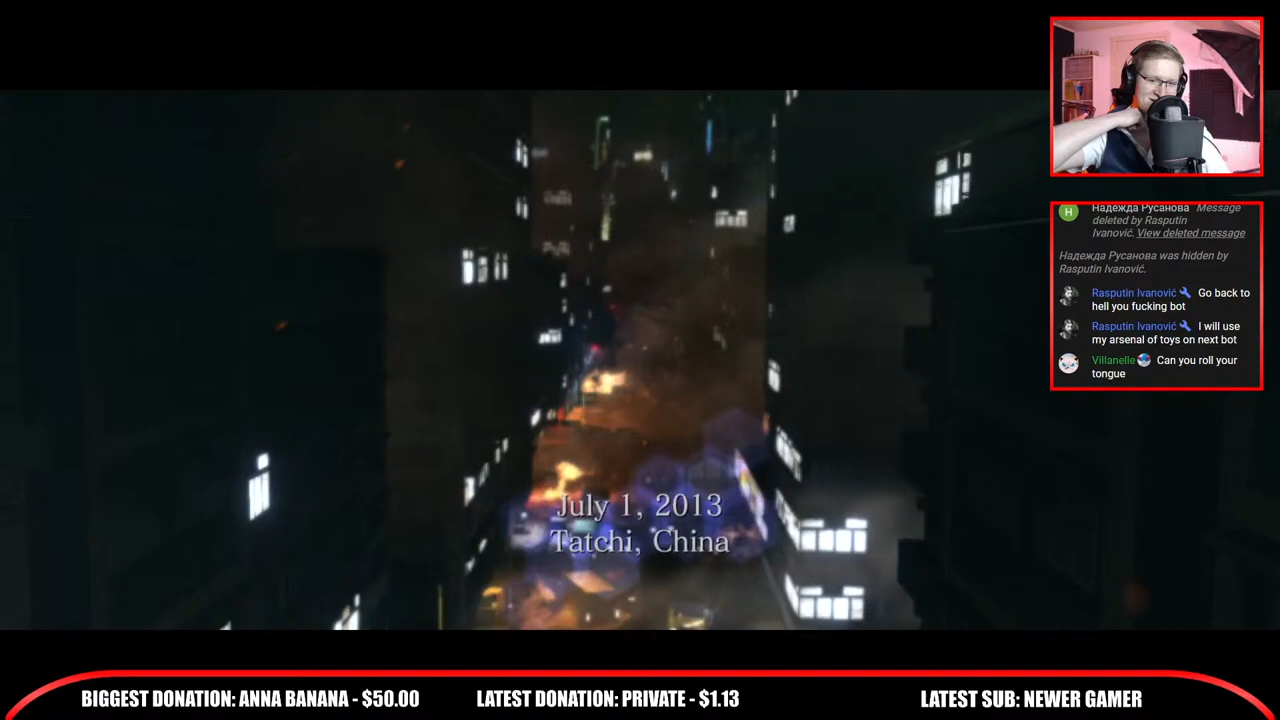 Надежда Русанова Message
deleted by Rasputin
Ivanović. View deleted message
Надежда Русанова was hidden by
Rasputin Ivanović.
Rasputin Ivanović Go back to
hell you fucking bot
Rasputin Ivanović I will use
my arsenal of toys on next bot
Villanelle Can you roll your
tongue
July 1, 2013
Tatchi, China
BIGGEST DONATION: ANNA BANANA - $50.00
LATEST DONATION: PRIVATE - $1.13
LATEST SUB: NEWER GAMER